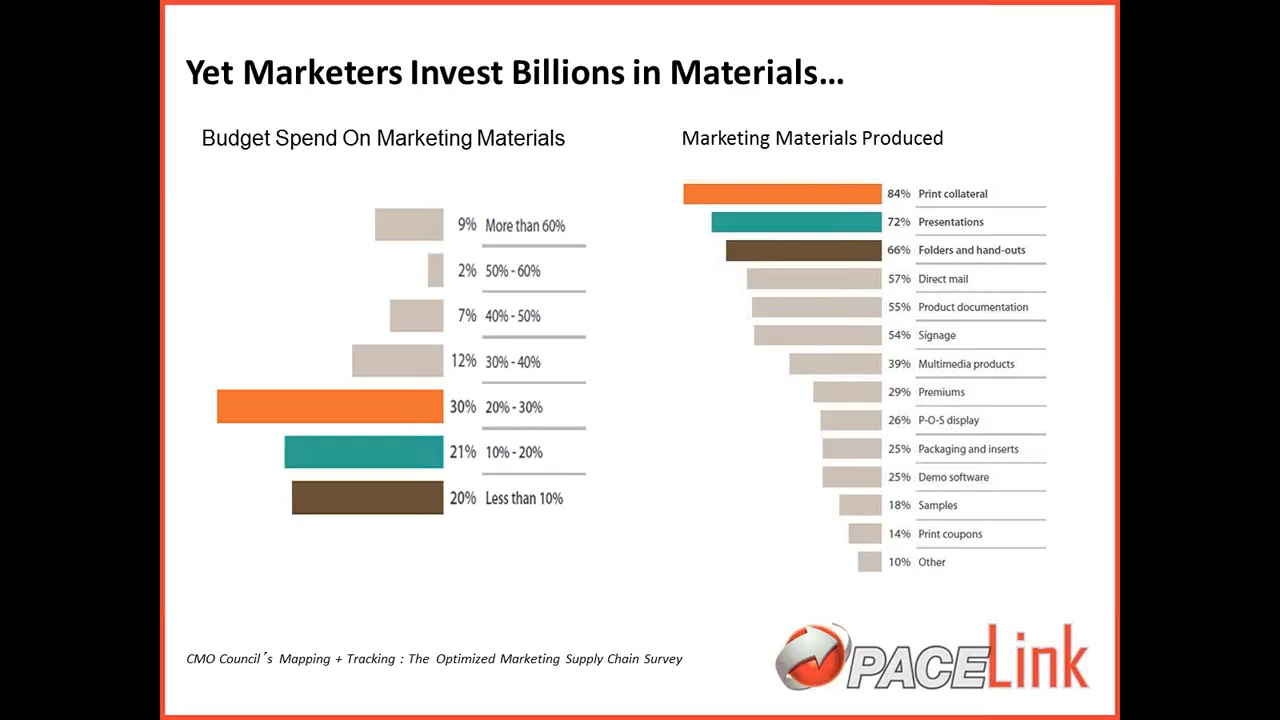 Yet Marketers Invest Billions in Materials...
Budget Spend On Marketing Materials
9% More than 60%
2% 50% - 60%
7% 40% - 50%
12% 30% - 40%
30% 20% - 30%
21% 10% - 20%
20% Less than 10%
Marketing Materials Produced
84% Print collateral
72% Presentations
66% Folders and hand-outs
57% Direct mail
55% Product documentation
54% Signage
39% Multimedia products
29% Premiums
26% P-O-S display
25% Packaging and inserts
25% Demo software
18% Samples
14% Print coupons
10% Other
CMO Council´s Mapping + Tracking : The Optimized Marketing Supply Chain Survey
PACELink